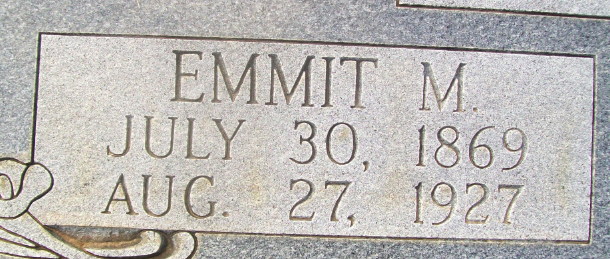 EMMIT M.
JULY 30, 1869
AUG. 27, 1927